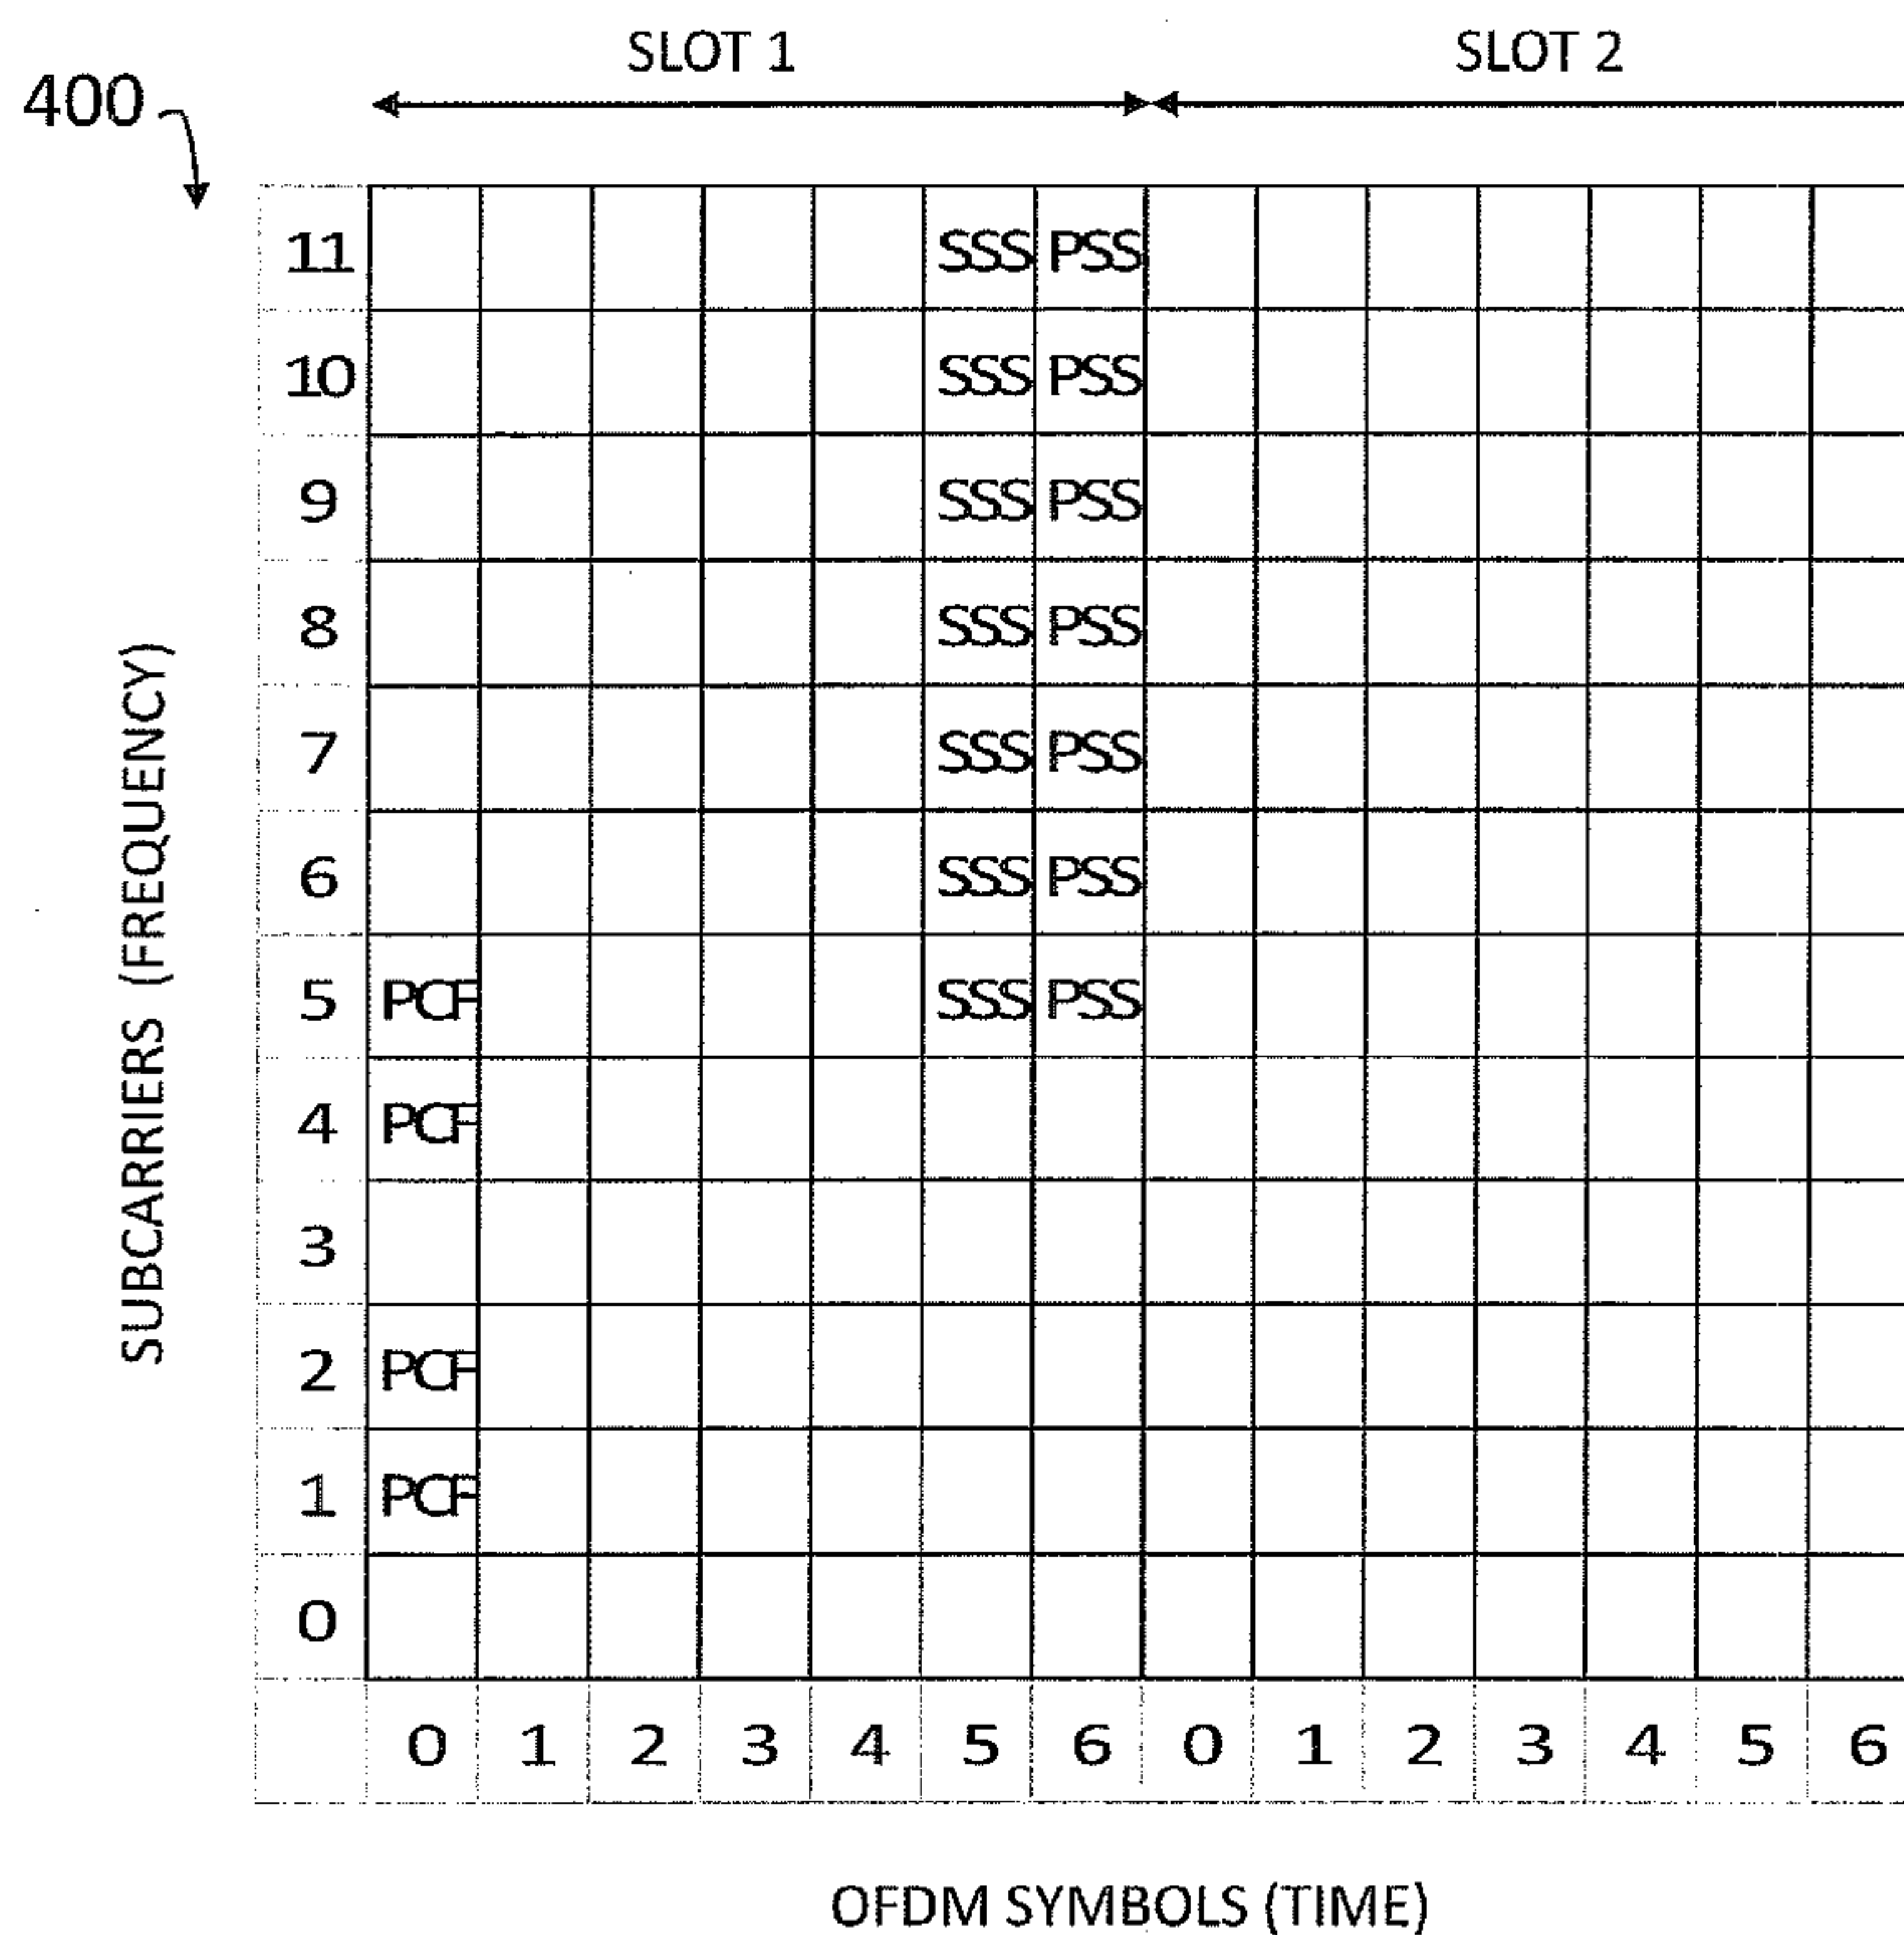 SLOT 1 SLOT 2
400
11 SSS PSS
10 SSS PSS
9 SSS PSS
8 SSS PSS
7 SSS PSS
6 SSS PSS
5 PCF SSS PSS
4 PCF
3
2 PCF
1 PCF
0
0 1 2 3 4 5 6 0 1 2 3 4 5 6
SUBCARRIERS (FREQUENCY)
OFDM SYMBOLS (TIME)